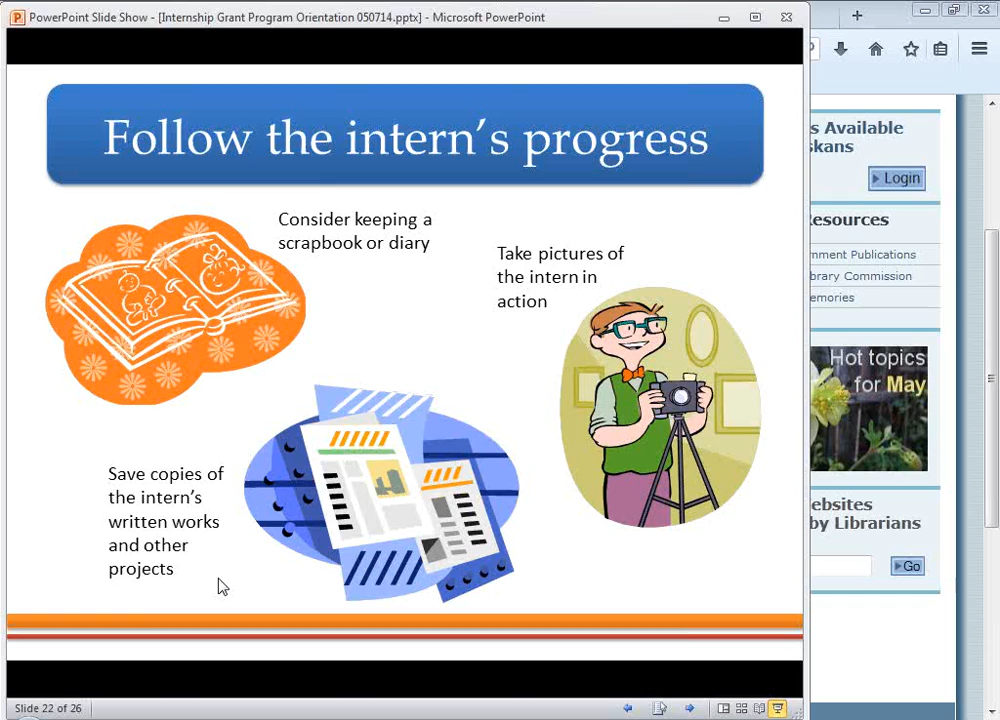 PowerPoint Slide Show - [Internship Grant Program Orientation 050714.pptx] - Microsoft PowerPoint
Follow the intern's progress
Consider keeping a
scrapbook or diary
Take pictures of
the intern in
action
Save copies of
the intern's
written works
and other
projects
Slide 22 of 26
s Available
skans
Login
Resources
nment Publications
brary Commission
emories
Hot topics
for May
ebsites
by Librarians
Go